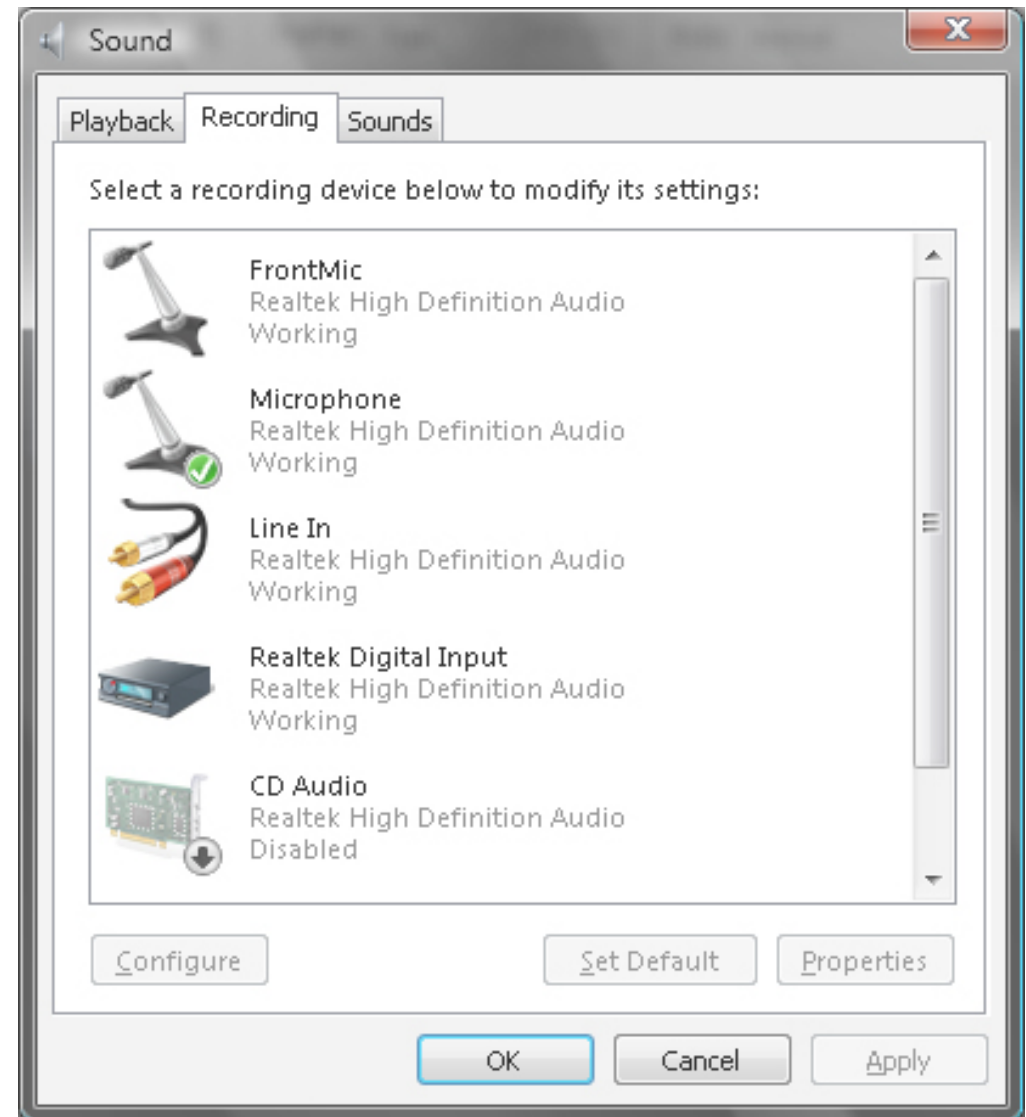 Sound
Playback Recording Sounds
Select a recording device below to modify its settings:
FrontMic
Realtek High Definition Audio
Working
Microphone
Realtek High Definition Audio
Working
Line In
Realtek High Definition Audio
Working
Realtek Digital Input
Realtek High Definition Audio
Working
CD Audio
Realtek High Definition Audio
Disabled
Configure Set Default Properties
OK Cancel Apply